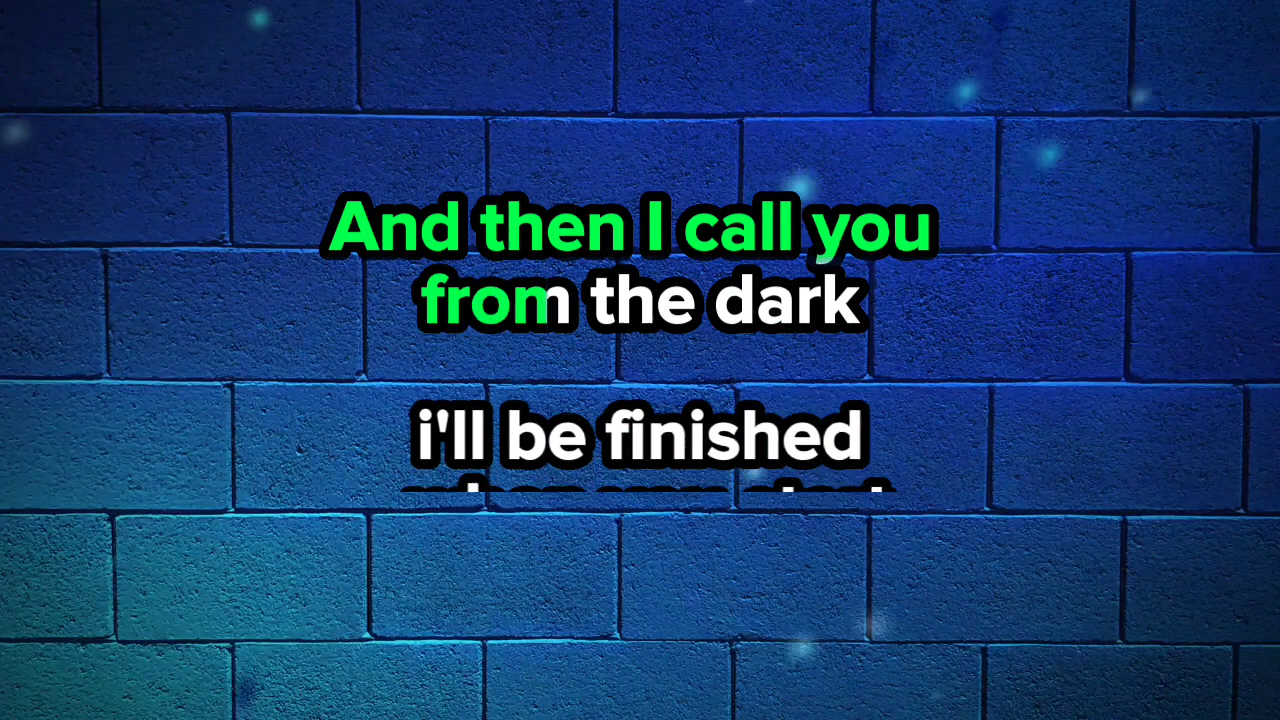 And then I call you
from the dark
i'll be finished